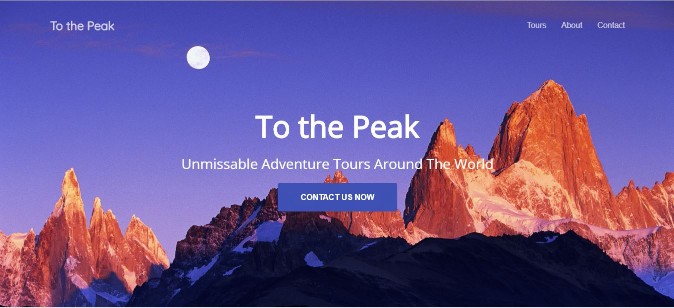 To the Peak
Tours About Contact
To the Peak
Unmissable Adventure Tours Around The World
CONTACT US NOW